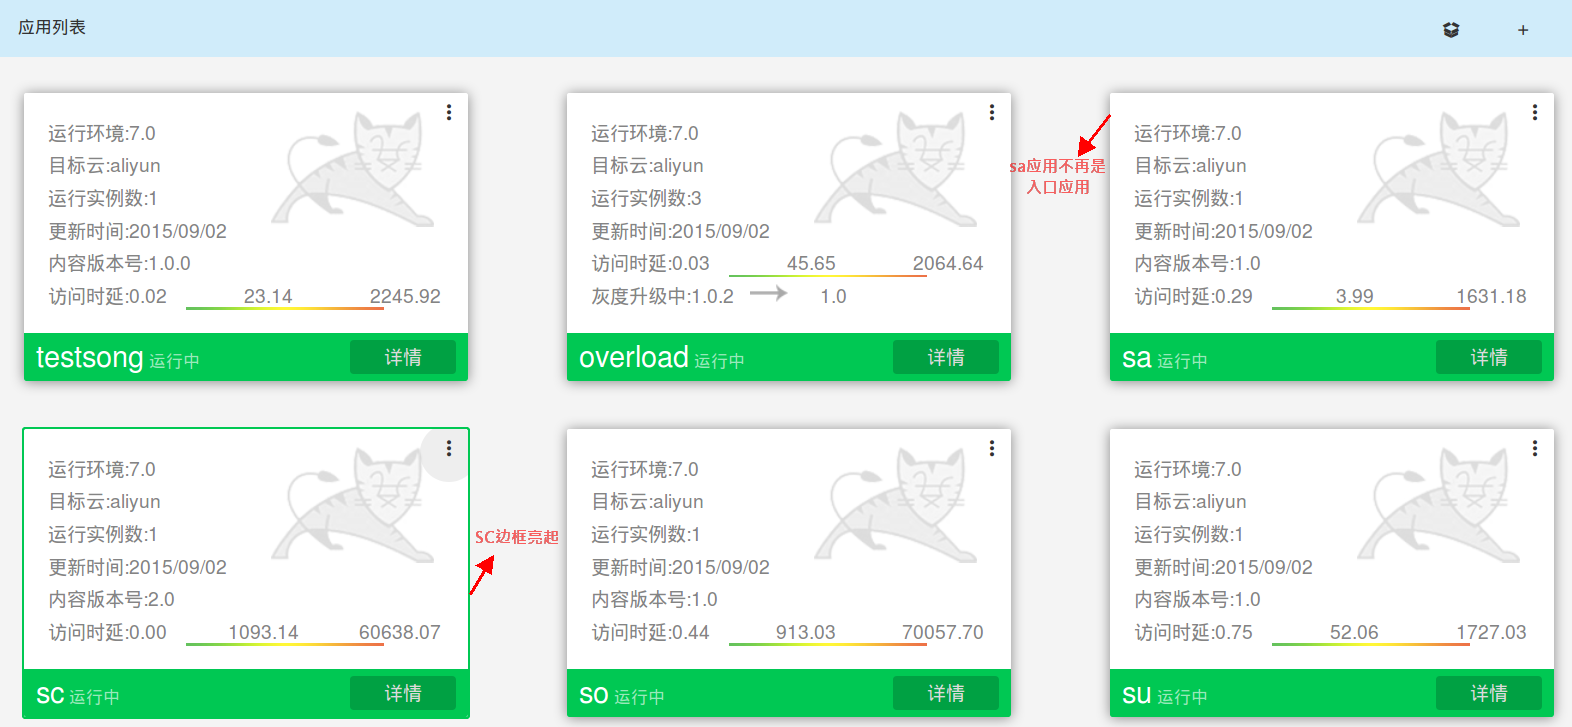 应用列表
运行环境:7.0
目标云:aliyun
运行实例数:1
更新时间:2015/09/02
内容版本号:1.0.0
访问时延:0.02 23.14 2245.92
testsong 运行中 详情
运行环境:7.0
目标云:aliyun
运行实例数:3
更新时间:2015/09/02
访问时延:0.03 45.65 2064.64
灰度升级中:1.0.2 1.0
overload 运行中 详情
sa应用不再是
入口应用
运行环境:7.0
目标云:aliyun
运行实例数:1
更新时间:2015/09/02
内容版本号:1.0
访问时延:0.29 3.99 1631.18
sa 运行中 详情
运行环境:7.0
目标云:aliyun
运行实例数:1
更新时间:2015/09/02
内容版本号:2.0
访问时延:0.00 1093.14 60638.07
sc 运行中 详情
SC边框亮起
运行环境:7.0
目标云:aliyun
运行实例数:1
更新时间:2015/09/02
内容版本号:1.0
访问时延:0.44 913.03 70057.70
so 运行中 详情
运行环境:7.0
目标云:aliyun
运行实例数:1
更新时间:2015/09/02
内容版本号:1.0
访问时延:0.75 52.06 1727.03
su 运行中 详情